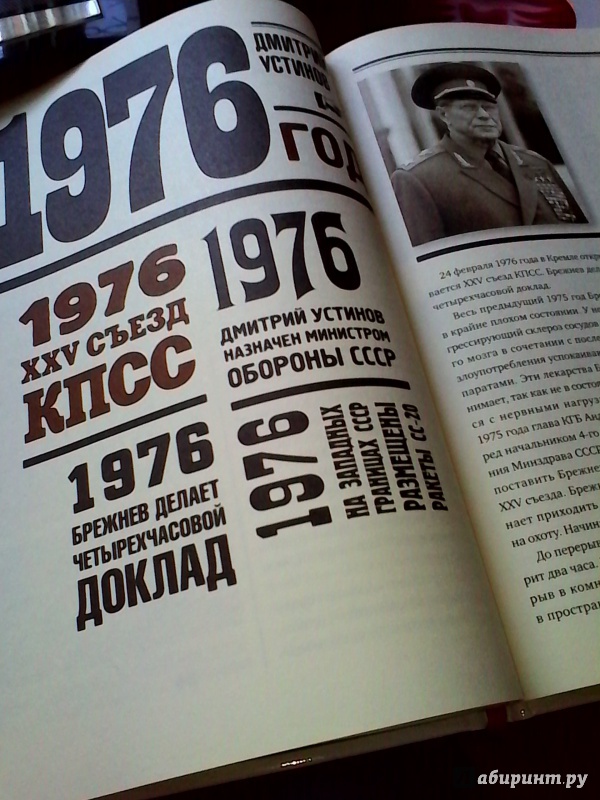 1976
ДМИТРИЙ
УСТИНОВ
ГОД
1976
XXV СЪЕЗД
КПСС
1976
ДМИТРИЙ УСТИНОВ
НАЗНАЧЕН МИНИСТРОМ
ОБОРОНЫ СССР
1976
БРЕЖНЕВ ДЕЛАЕТ
ЧЕТЫРЕХЧАСОВОЙ
ДОКЛАД
1976
НА ЗАПАДНЫХ
ГРАНИЦАХ СССР
РАЗМЕЩЕНЫ
РАКЕТЫ СС-20
24 февраля 1976 года в Кремле откры
вается XXV съезд КПСС. Брежнев дел
четырехчасовой доклад.
Весь предыдущий 1975 год Бре
в крайне плохом состоянии. У не
грессирующий склероз сосудов
го мозга в сочетании с после
злоупотребления успокаива
паратами. Эти лекарства Б
нимает, так как не в состо
ся с нервными нагруз
1975 года глава КГБ Анд
ред начальником 4-го
ния Минздрава СССР
поставить Брежне
XXV съезда. Бреж
нает приходить
на охоту. Начин
До перерыв
рит два часа.
рыв в комн
в простран
абиринт.ру